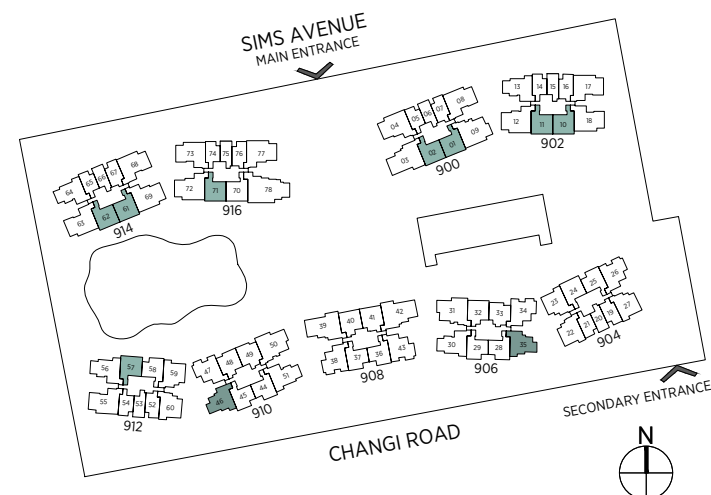 SIMS AVENUE
MAIN ENTRANCE
13 14 15 16 17
12 11 10 18
902
04 05 06 07 08
03 02 01 09
900
73 74 75 76 77
72 71 70 78
916
64 65 66 67 68
63 62 61 69
914
23 24 25 26
22 21 20 19 27
904
31 32 33 34
30 29 28 35
906
39 40 41 42
38 37 36 43
908
47 48 49 50
46 45 44 51
910
56 57 58 59
55 54 53 52 60
912
SECONDARY ENTRANCE
CHANGI ROAD
N